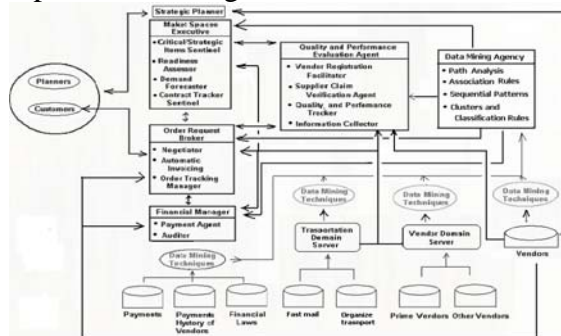 Strategic Planner
Make Spaces
Executive
•Critical/Strategic
Items Sentinel
•Readiness
Assessor
• Demand
Forecaster
• Contract Tracker
Sentinel
Quality and Performance
Evaluation Agent
• Vendor Registration
Facilitator
• Supplier Claim
Verification Agent
• Quality and Perfomance
Tracker
• Information Collector
Data Mining Agency
• Path Analysis
• Association Rules
• Sequential Patterns
• Clusters and
Classification Rules
Planners
Customers
Order Request
Broker
• Negotiator
• Automatic
Invoicing
• Order Tracking
Manager
Financial Manager
• Payment Agent
• Auditor
Data Mining
Techniques
Data Mining
Techniques
Data Mining
Techniques
Data Mining
Techniques
Transportation
Domain
Server
Vendor Domain
Server
Vendors
Payments
Payments
Hystory of
Vendors
Financial
Laws
Fast mail
Organize
transport
Prime Vendors
Other Vendors